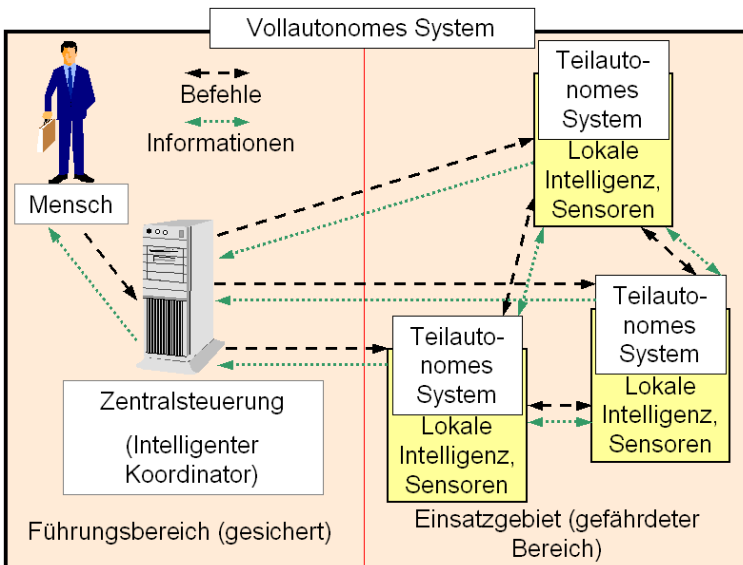 Vollautonomes System
Befehle
Informationen
Mensch
Zentralsteuerung
(Intelligenter
Koordinator)
Führungsbereich (gesichert)
Teilauto-
nomes
System
Lokale
Intelligenz,
Sensoren
Teilauto-
nomes
System
Lokale
Intelligenz,
Sensoren
Teilauto-
nomes
System
Lokale
Intelligenz,
Sensoren
Einsatzgebiet (gefährdeter
Bereich)